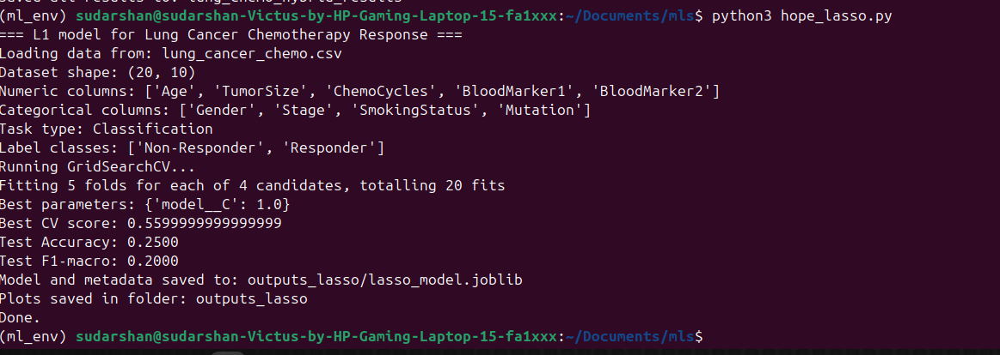 (ml_env) sudarshan@sudarshan-Victus-by-HP-Gaming-Laptop-15-fa1xxx:~/Documents/mls$ python3 hope_lasso.py
=== L1 model for Lung Cancer Chemotherapy Response ===
Loading data from: lung_cancer_chemo.csv
Dataset shape: (20, 10)
Numeric columns: ['Age', 'TumorSize', 'ChemoCycles', 'BloodMarker1', 'BloodMarker2']
Categorical columns: ['Gender', 'Stage', 'SmokingStatus', 'Mutation']
Task type: Classification
Label classes: ['Non-Responder', 'Responder']
Running GridSearchCV...
Fitting 5 folds for each of 4 candidates, totalling 20 fits
Best parameters: {'model__C': 1.0}
Best CV score: 0.5599999999999999
Test Accuracy: 0.2500
Test F1-macro: 0.2000
Model and metadata saved to: outputs_lasso/lasso_model.joblib
Plots saved in folder: outputs_lasso
Done.
(ml_env) sudarshan@sudarshan-Victus-by-HP-Gaming-Laptop-15-fa1xxx:~/Documents/mls$